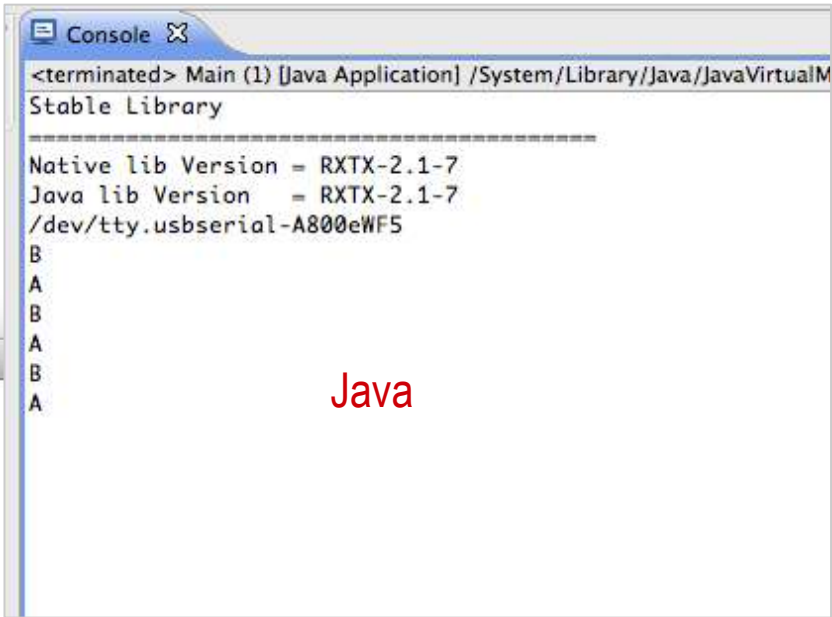 Console
<terminated> Main (1) [Java Application] /System/Library/Java/JavaVirtualM
Stable Library
=========================================
Native lib Version = RXTX-2.1-7
Java lib Version   = RXTX-2.1-7
/dev/tty.usbserial-A800eWF5
B
A
B
A
B
A
Java